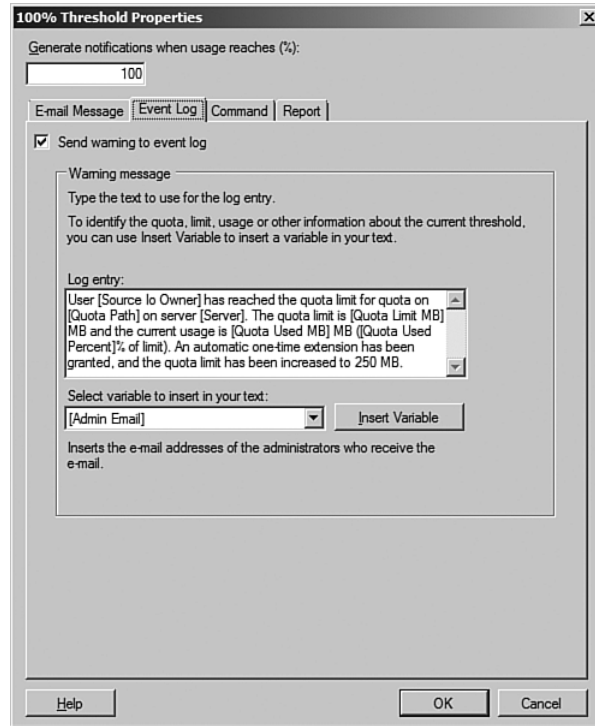 100% Threshold Properties
Generate notifications when usage reaches (%):
100
E-mail Message
Event Log
Command
Report
Send warning to event log
Warning message
Type the text to use for the log entry.
To identify the quota, limit, usage or other information about the current threshold,
you can use Insert Variable to insert a variable in your text.
Log entry:
User [Source Io Owner] has reached the quota limit for quota on
[Quota Path] on server [Server]. The quota limit is [Quota Limit MB]
MB and the current usage is [Quota Used MB] MB ([Quota Used
Percent]% of limit). An automatic one-time extension has been
granted, and the quota limit has been increased to 250 MB.
Select variable to insert in your text:
[Admin Email]
Insert Variable
Inserts the e-mail addresses of the administrators who receive the
e-mail.
Help
OK
Cancel